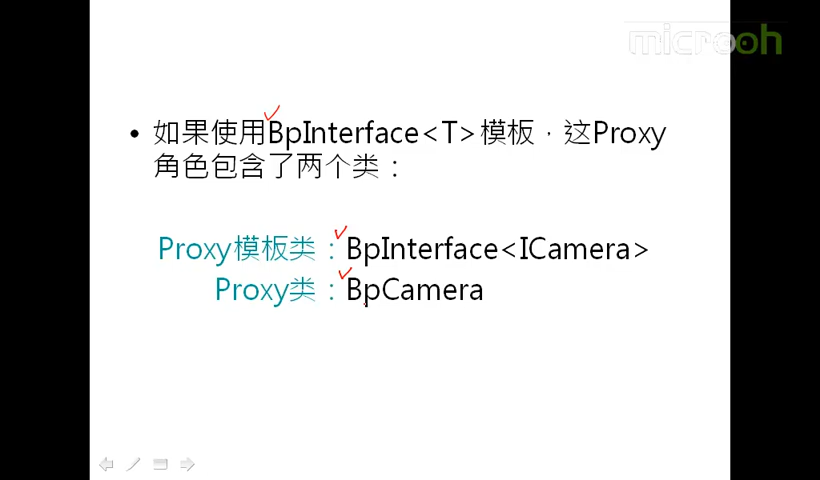 microoh
• 如果使用BpInterface<T>模板，这Proxy
角色包含了两个类：
Proxy模板类：BpInterface<ICamera>
Proxy类：BpCamera